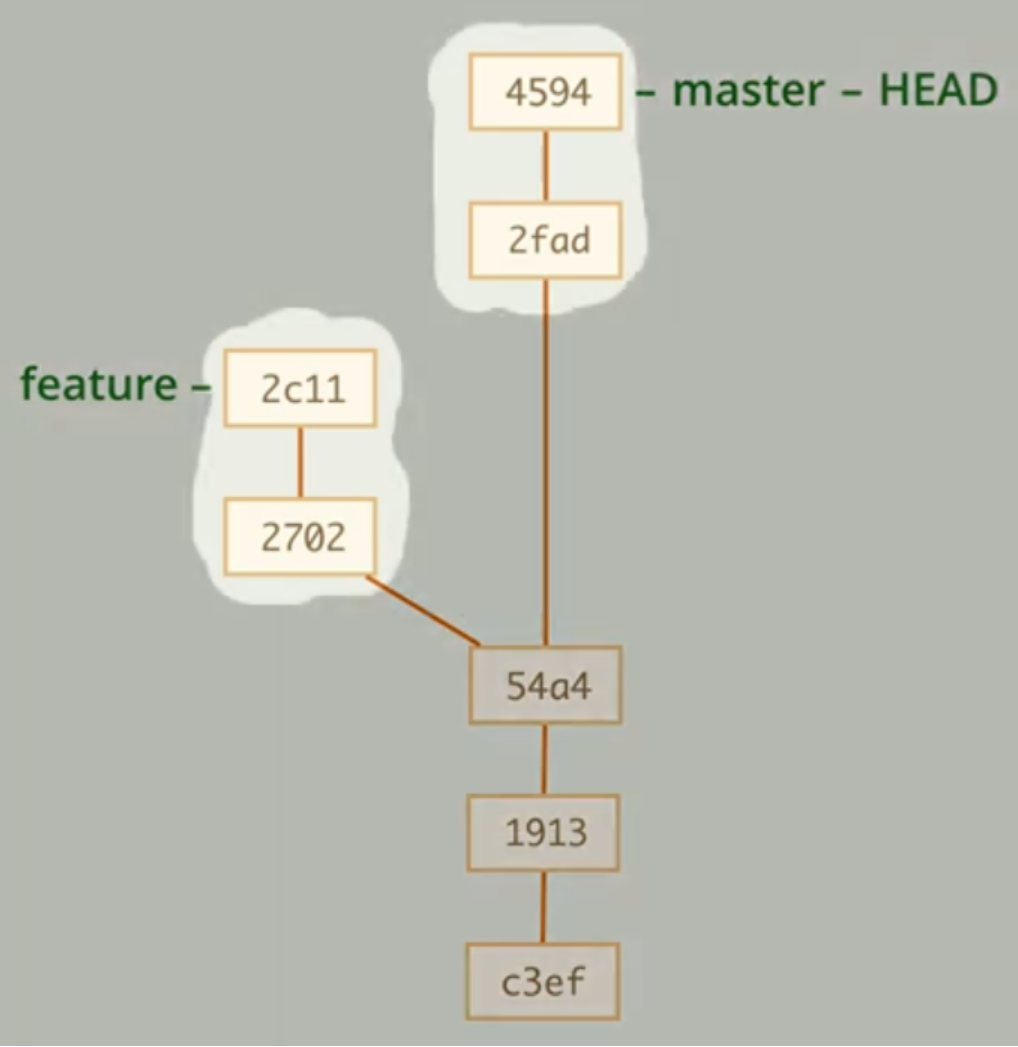 4594 – master – HEAD
2fad
feature – 2c11
2702
54a4
1913
c3ef